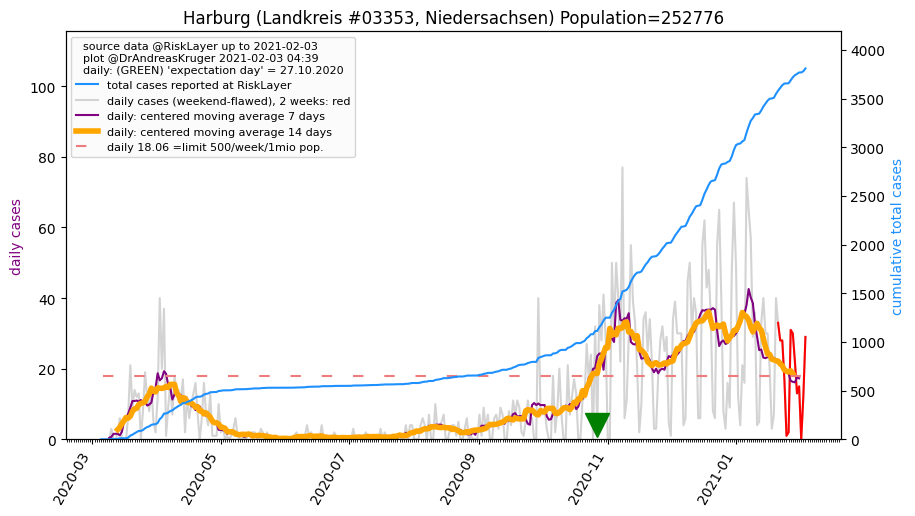 Harburg (Landkreis #03353, Niedersachsen) Population=252776
source data @RiskLayer up to 2021-02-03
plot @DrAndreasKruger 2021-02-03 04:39
daily: (GREEN) 'expectation day' = 27.10.2020
total cases reported at RiskLayer
daily cases (weekend-flawed), 2 weeks: red
daily: centered moving average 7 days
daily: centered moving average 14 days
daily 18.06 =limit 500/week/1mio pop.
daily cases
100
80
60
40
20
0
cumulative total cases
4000
3500
3000
2500
2000
1500
1000
500
0
2020-03
2020-05
2020-07
2020-09
2020-11
2021-01